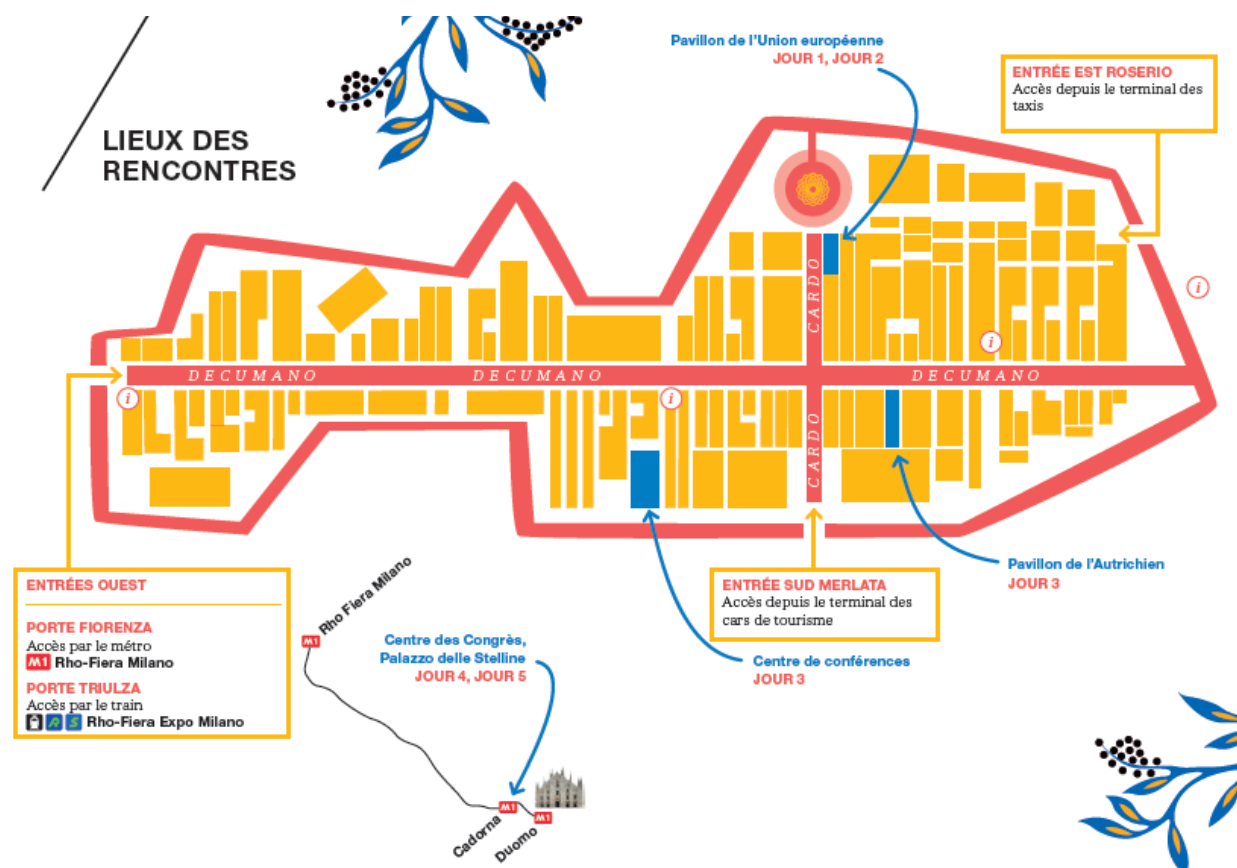 LIEUX DES
RENCONTRES
Pavillon de l'Union européenne
JOUR 1, JOUR 2
ENTRÉE EST ROSERIO
Accès depuis le terminal des
taxis
CARDO
i
i
DECUMANO
DECUMANO
DECUMANO
i
i
CARDO
ENTRÉES OUEST
PORTE FIORENZA
Accès par le métro
M1 Rho-Fiera Milano
PORTE TRIULZA
Accès par le train
R S Rho-Fiera Expo Milano
Rho Fiera Milano
M1
Centre des Congrès,
Palazzo delle Stelline
JOUR 4, JOUR 5
M1
Cadorna
M1
Duomo
ENTRÉE SUD MERLATA
Accès depuis le terminal des
cars de tourisme
Centre de conférences
JOUR 3
Pavillon de l'Autrichien
JOUR 3